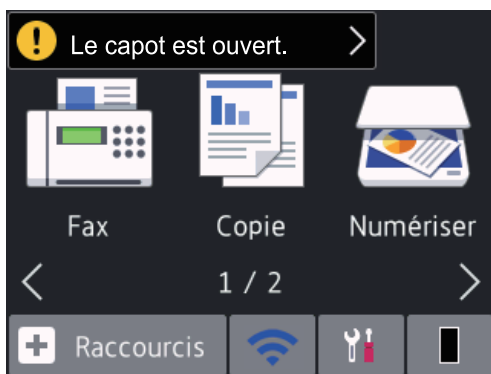 Le capot est ouvert.
Fax
Copie
Numériser
1 / 2
Raccourcis